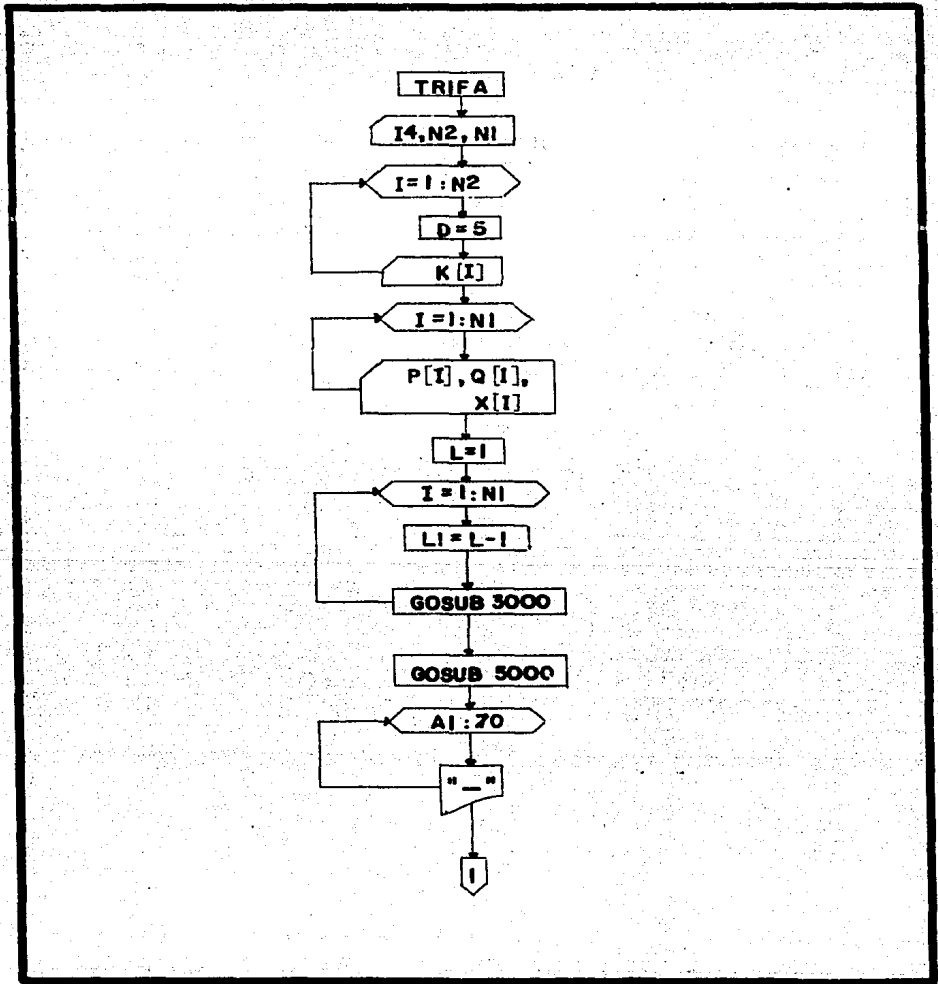 TRIFA
I4,N2,N1
I=1:N2
D=5
K[I]
I=1:N1
P[I],Q[I],
X[I]
L=1
I=1:N1
L1=L-1
GOSUB 3000
GOSUB 5000
A1:70
"_"
1